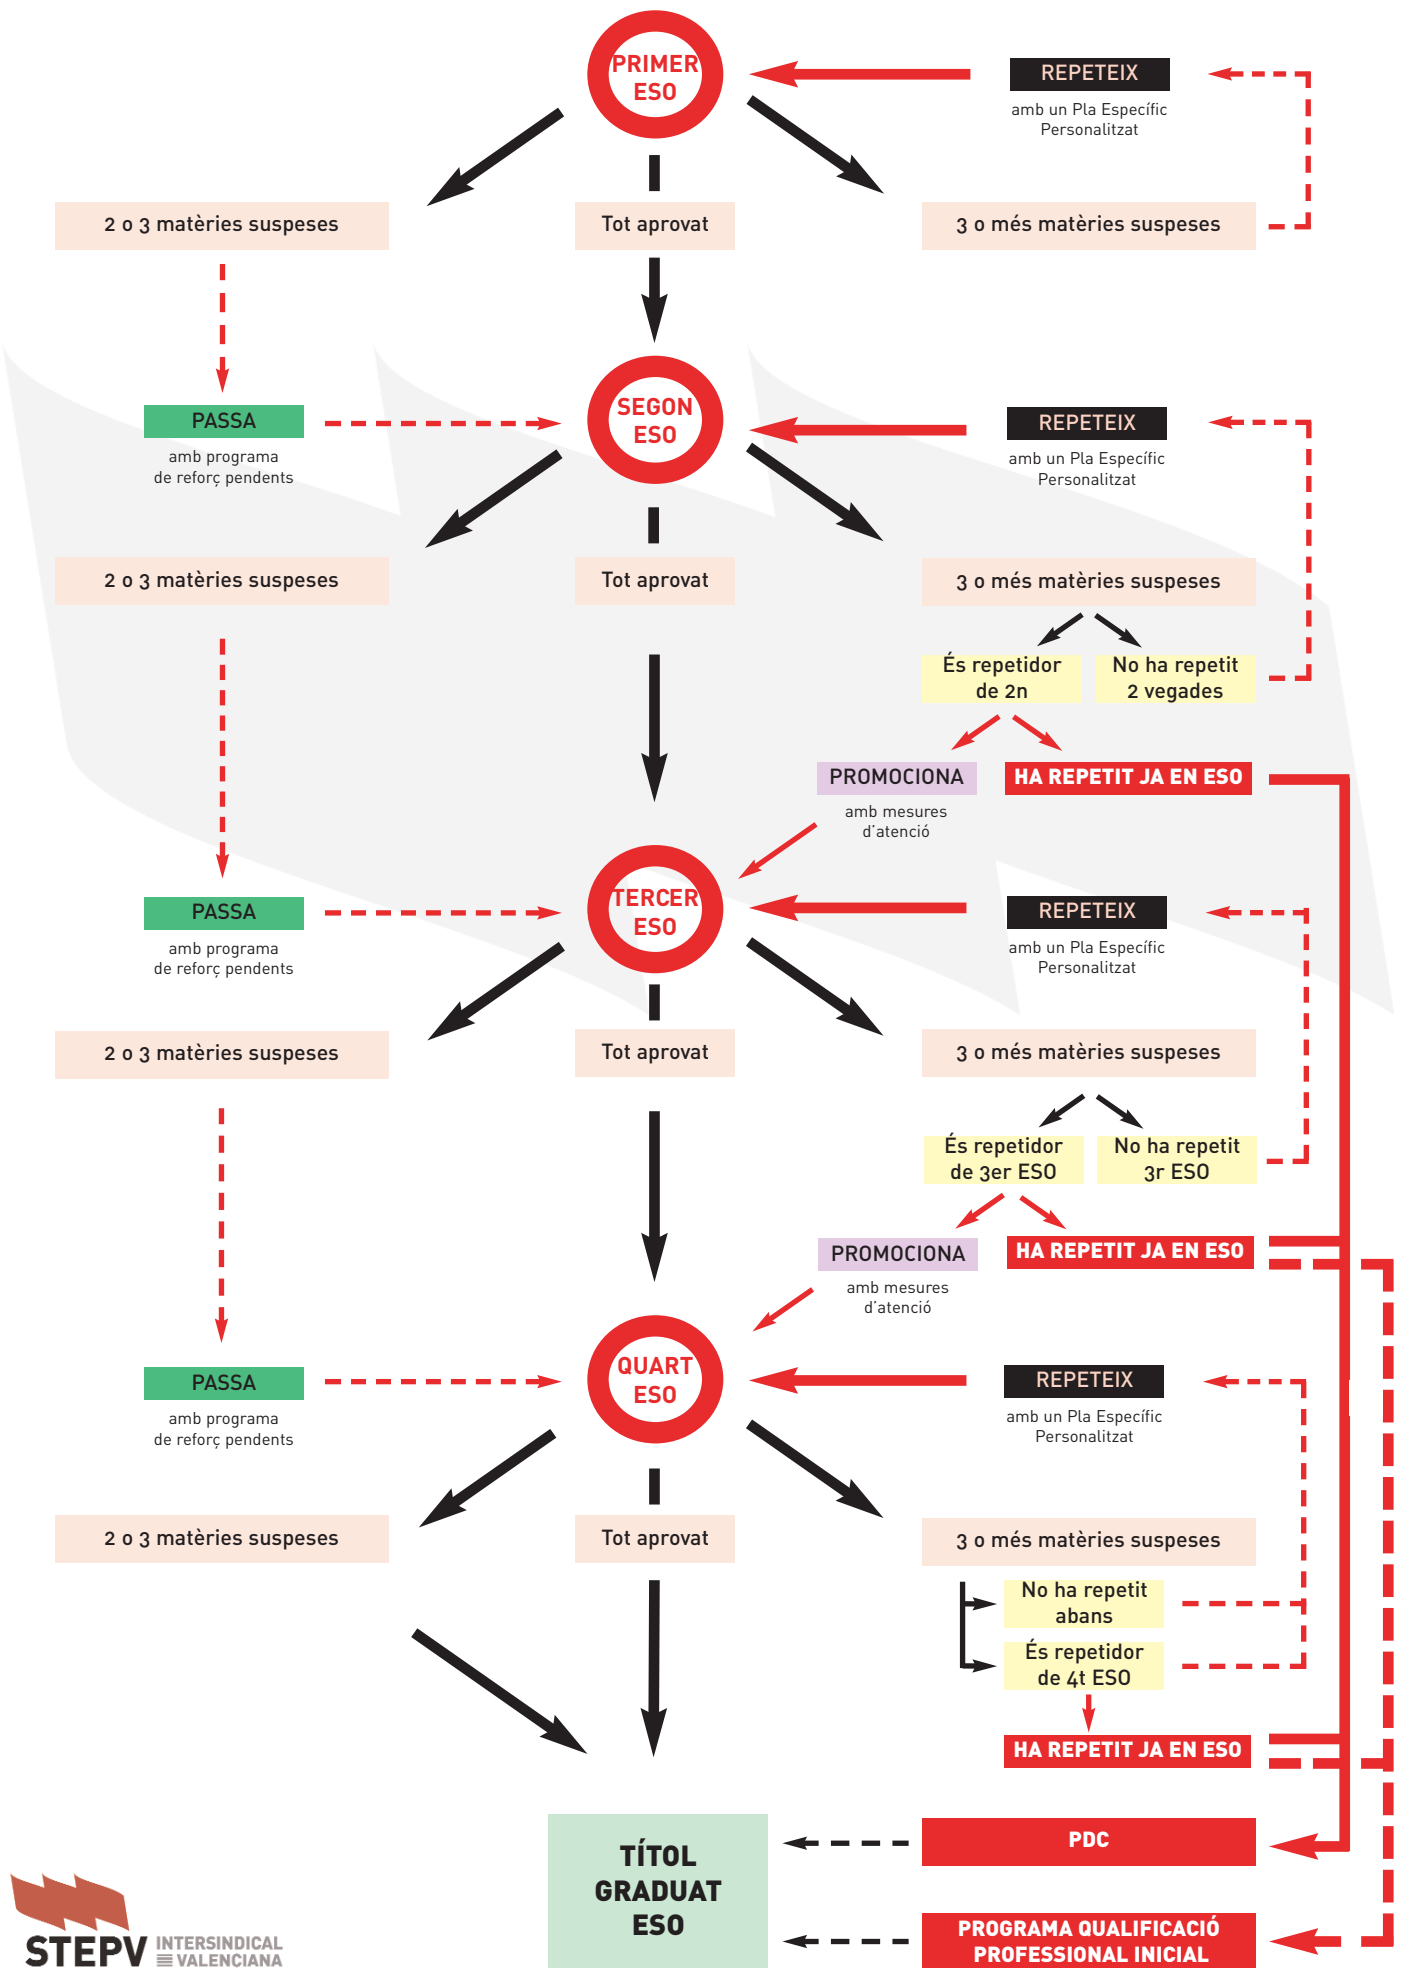 PRIMER
ESO
REPETEIX
amb un Pla Específic
Personalitzat
2 o 3 matèries suspeses
Tot aprovat
3 o més matèries suspeses
SEGON
ESO
PASSA
amb programa
de reforç pendents
REPETEIX
amb un Pla Específic
Personalitzat
2 o 3 matèries suspeses
Tot aprovat
3 o més matèries suspeses
És repetidor
de 2n
No ha repetit
2 vegades
PROMOCIONA
amb mesures
d'atenció
HA REPETIT JA EN ESO
TERCER
ESO
PASSA
amb programa
de reforç pendents
REPETEIX
amb un Pla Específic
Personalitzat
2 o 3 matèries suspeses
Tot aprovat
3 o més matèries suspeses
És repetidor
de 3er ESO
No ha repetit
3r ESO
PROMOCIONA
amb mesures
d'atenció
HA REPETIT JA EN ESO
QUART
ESO
PASSA
amb programa
de reforç pendents
REPETEIX
amb un Pla Específic
Personalitzat
2 o 3 matèries suspeses
Tot aprovat
3 o més matèries suspeses
No ha repetit
abans
És repetidor
de 4t ESO
HA REPETIT JA EN ESO
TÍTOL
GRADUAT
ESO
PDC
PROGRAMA QUALIFICACIÓ
PROFESSIONAL INICIAL
STEPV
INTERSINDICAL
VALENCIANA